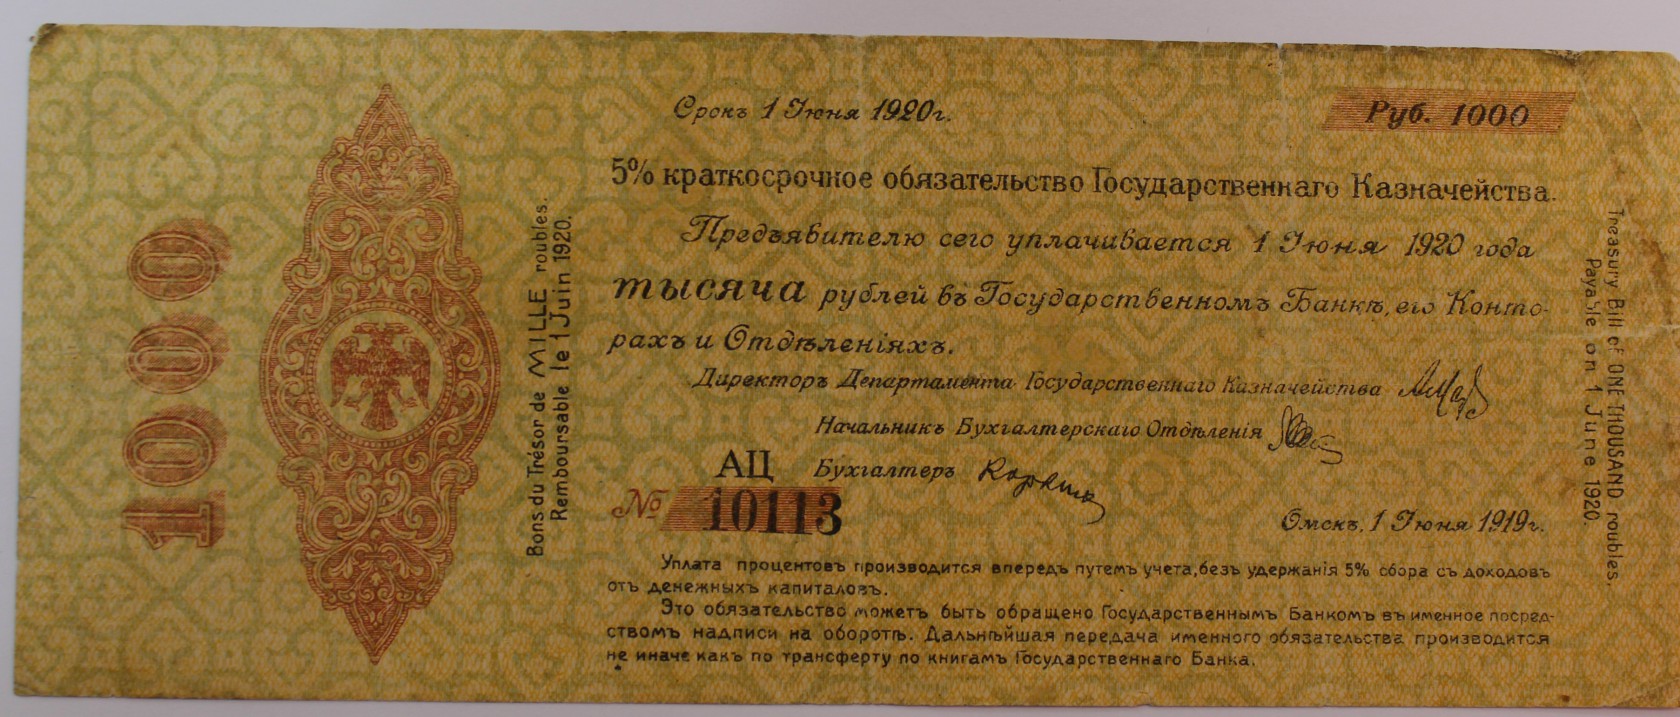 1000
Bons du Trésor de MILLE roubles.
Remboursable le 1 Juin 1920.
Срокъ 1 Июня 1920г.
Руб. 1000
5% краткосрочное обязательство Государственнаго Казначейства.
Предъявителю сего уплачивается 1 Июня 1920 года
тысяча рублей въ Государственномъ Банкѣ, его Конто-
рахъ и Отдѣленіяхъ.
Директоръ Департамента Государственнаго Казначейства
Начальникъ Бухгалтерскаго Отдѣленія
АЦ Бухгалтеръ
№ 10113
Омскъ, 1 Июня 1919г.
Уплата процентовъ производится впередъ путемъ учета, безъ удержанія 5% сбора съ доходовъ
отъ денежныхъ капиталовъ.
Это обязательство можетъ быть обращено Государственнымъ Банкомъ въ именное посред-
ствомъ надписи на оборотѣ. Дальнѣйшая передача именного обязательства производится
не иначе какъ по трансферту по книгамъ Государственнаго Банка.
Treasury Bill of ONE THOUSAND roubles.
Payable on 1 June 1920.